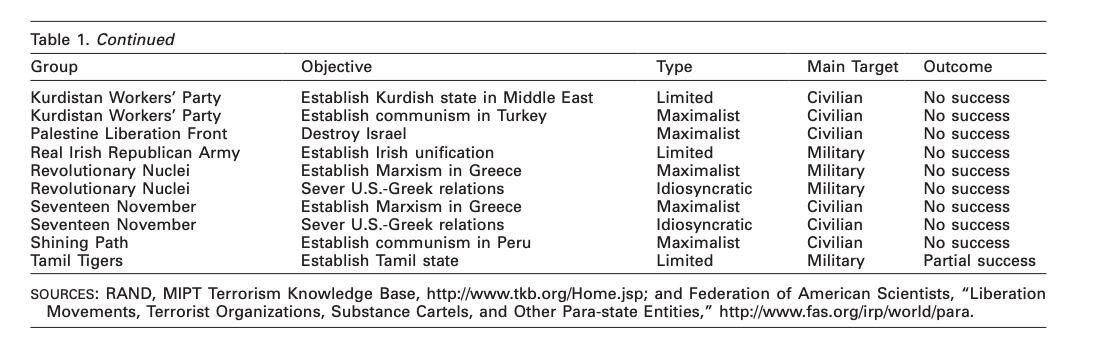 Table 1. Continued
Group Objective Type Main Target Outcome
Kurdistan Workers' Party Establish Kurdish state in Middle East Limited Civilian No success
Kurdistan Workers' Party Establish communism in Turkey Maximalist Civilian No success
Palestine Liberation Front Destroy Israel Maximalist Civilian No success
Real Irish Republican Army Establish Irish unification Limited Military No success
Revolutionary Nuclei Establish Marxism in Greece Maximalist Military No success
Revolutionary Nuclei Sever U.S.-Greek relations Idiosyncratic Military No success
Seventeen November Establish Marxism in Greece Maximalist Civilian No success
Seventeen November Sever U.S.-Greek relations Idiosyncratic Civilian No success
Shining Path Establish communism in Peru Maximalist Civilian No success
Tamil Tigers Establish Tamil state Limited Military Partial success
SOURCES: RAND, MIPT Terrorism Knowledge Base, http://www.tkb.org/Home.jsp; and Federation of American Scientists, “Liberation
Movements, Terrorist Organizations, Substance Cartels, and Other Para-state Entities,” http://www.fas.org/irp/world/para.